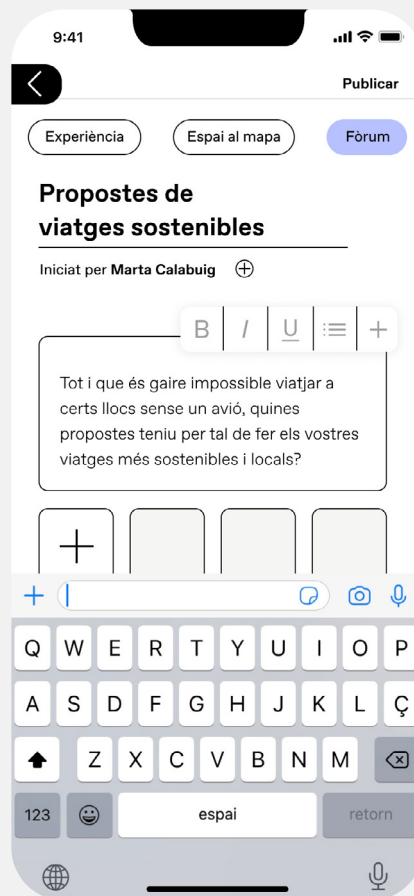 9:41
Publicar
Experiència
Espai al mapa
Fòrum
Propostes de
viatges sostenibles
Iniciat per Marta Calabuig
B I U
Tot i que és gaire impossible viatjar a
certs llocs sense un avió, quines
propostes teniu per tal de fer els vostres
viatges més sostenibles i locals?
Q W E R T Y U I O P
A S D F G H J K L Ç
Z X C V B N M
123 espai retorn